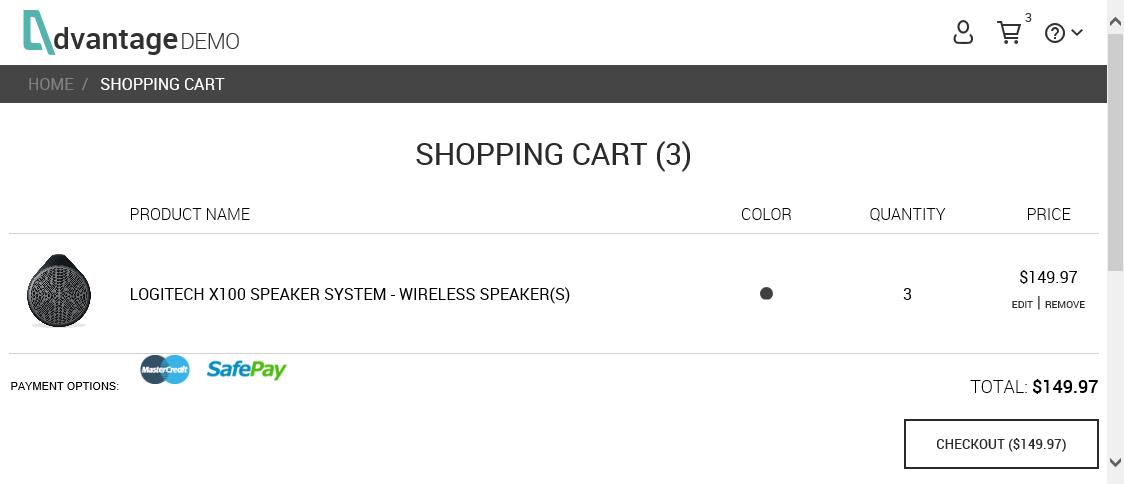 dvantage DEMO
3
HOME / SHOPPING CART
SHOPPING CART (3)
PRODUCT NAME COLOR QUANTITY PRICE
LOGITECH X100 SPEAKER SYSTEM - WIRELESS SPEAKER(S) 3 $149.97
EDIT | REMOVE
PAYMENT OPTIONS: MasterCredit SafePay TOTAL: $149.97
CHECKOUT ($149.97)